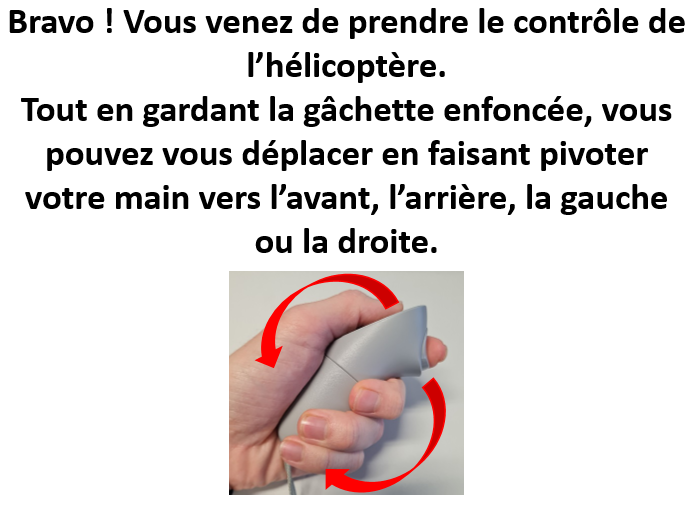 Bravo ! Vous venez de prendre le contrôle de
l’hélicoptère.
Tout en gardant la gâchette enfoncée, vous
pouvez vous déplacer en faisant pivoter
votre main vers l’avant, l’arrière, la gauche
ou la droite.